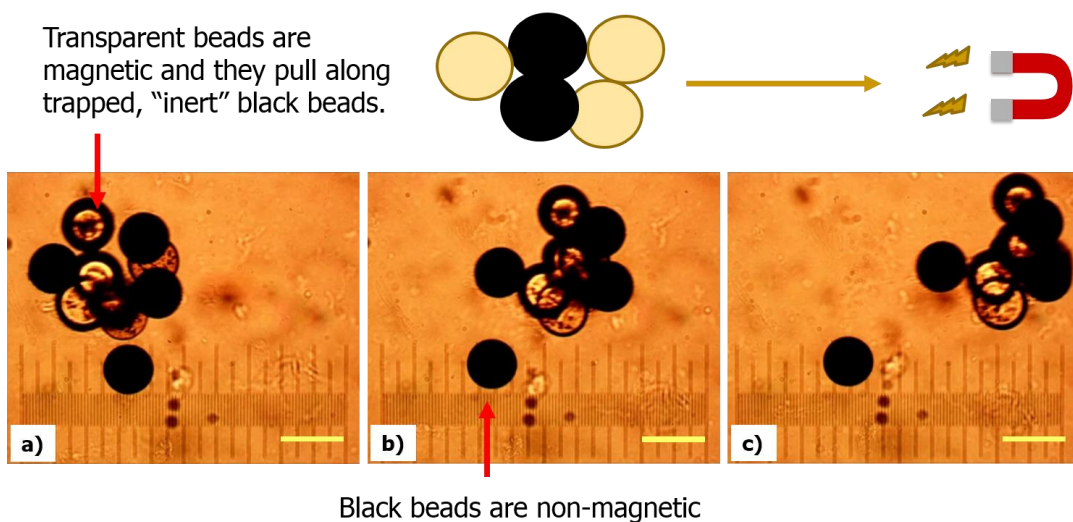 Transparent beads are
magnetic and they pull along
trapped, “inert” black beads.
a)
b)
c)
Black beads are non-magnetic